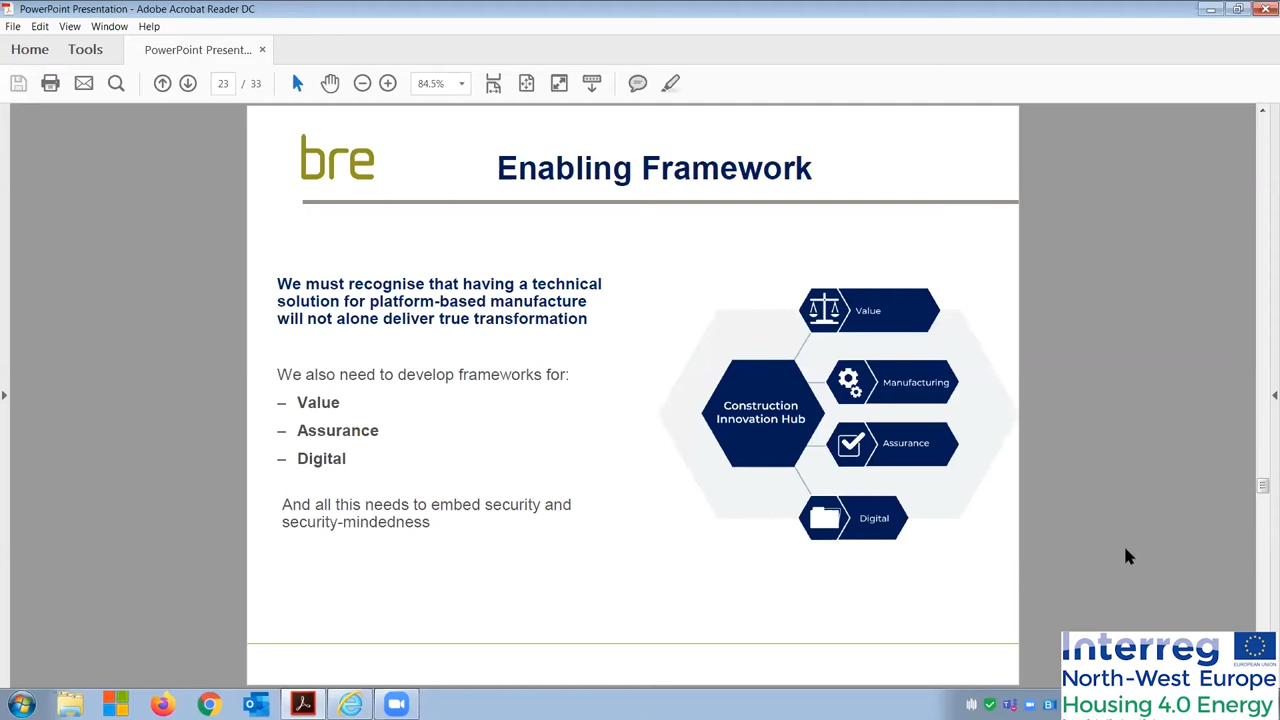 PowerPoint Presentation - Adobe Acrobat Reader DC
File Edit View Window Help
Home Tools PowerPoint Present... ×
23 / 33 84.5%
bre
Enabling Framework
We must recognise that having a technical
solution for platform-based manufacture
will not alone deliver true transformation
We also need to develop frameworks for:
– Value
– Assurance
– Digital
And all this needs to embed security and
security-mindedness
Value
Manufacturing
Construction
Innovation Hub
Assurance
Digital
Interreg
EUROPEAN UNION
North-West Europe
Housing 4.0 Energy